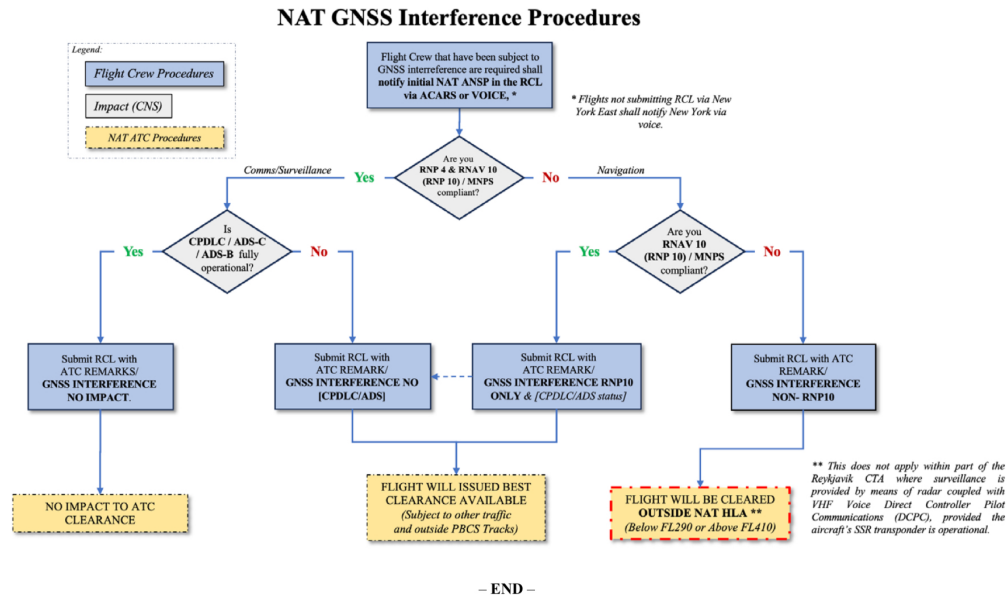 NAT GNSS Interference Procedures
Legend:
Flight Crew Procedures
Impact (CNS)
NAT ATC Procedures
Flight Crew that have been subject to
GNSS interreference are required shall
notify initial NAT ANSP in the RCL
via ACARS or VOICE, *
* Flights not submitting RCL via New
York East shall notify New York via
voice.
Are you
RNP 4 & RNAV 10
(RNP 10) / MNPS
compliant?
Comms/Surveillance
Yes
No
Navigation
Is
CPDLC / ADS-C
/ ADS-B fully
operational?
Yes
No
Are you
RNAV 10
(RNP 10) / MNPS
compliant?
Yes
No
Submit RCL with
ATC REMARKS/
GNSS INTERFERENCE
NO IMPACT.
Submit RCL with
ATC REMARK/
GNSS INTERFERENCE NO
[CPDLC/ADS]
Submit RCL with
ATC REMARK/
GNSS INTERFERENCE RNP10
ONLY & [CPDLC/ADS status]
Submit RCL with ATC
REMARK/
GNSS INTERFERENCE
NON- RNP10.
NO IMPACT TO ATC
CLEARANCE
FLIGHT WILL ISSUED BEST
CLEARANCE AVAILABLE
(Subject to other traffic
and outside PBCS Tracks)
FLIGHT WILL BE CLEARED
OUTSIDE NAT HLA **
(Below FL290 or Above FL410)
** This does not apply within part of the
Reykjavik CTA where surveillance is
provided by means of radar coupled with
VHF Voice Direct Controller Pilot
Communications (DCPC), provided the
aircraft's SSR transponder is operational.
– END –